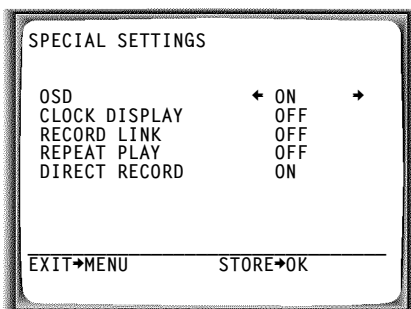 SPECIAL SETTINGS
OSD ← ON →
CLOCK DISPLAY OFF
RECORD LINK OFF
REPEAT PLAY OFF
DIRECT RECORD ON
EXIT→MENU STORE→OK